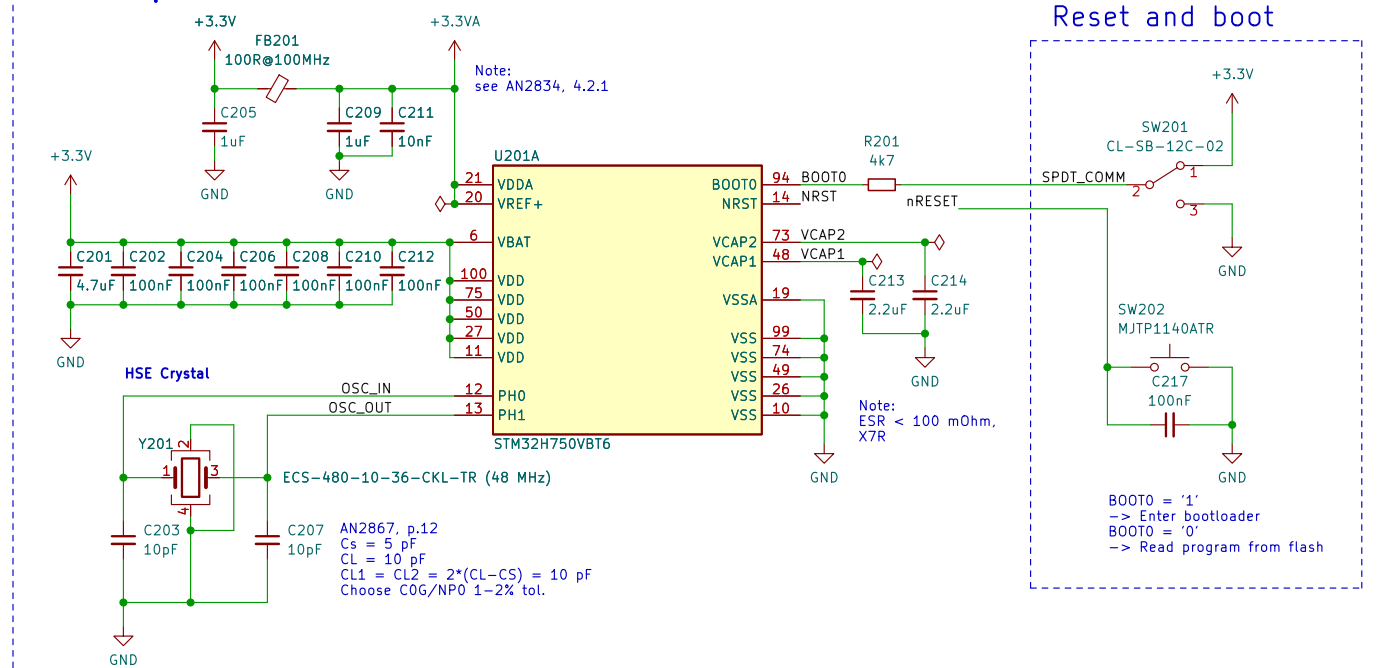 Reset and boot
+3.3V
+3.3VA
FB201
100R@100MHz
Note:
see AN2834, 4.2.1
C205
1uF
C209
1uF
C211
10nF
GND
GND
+3.3V
SW201
CL-SB-12C-02
1
2
3
SPDT_COMM
GND
R201
4k7
nRESET
+3.3V
U201A
21
VDDA
20
VREF+
6
VBAT
100
VDD
75
VDD
50
VDD
27
VDD
11
VDD
12
PH0
13
PH1
BOOT0
94
BOOT0
NRST
14
NRST
VCAP2
73
VCAP2
VCAP1
48
VCAP1
VSSA
19
VSS
99
VSS
74
VSS
49
VSS
26
VSS
10
STM32H750VBT6
C201
4.7uF
C202
100nF
C204
100nF
C206
100nF
C208
100nF
C210
100nF
C212
100nF
GND
C213
2.2uF
C214
2.2uF
GND
SW202
MJTP1140ATR
C217
100nF
GND
Note:
ESR < 100 mOhm,
X7R
GND
HSE Crystal
OSC_IN
OSC_OUT
Y201
1
2
3
4
ECS-480-10-36-CKL-TR (48 MHz)
C203
10pF
C207
10pF
AN2867, p.12
Cs = 5 pF
CL = 10 pF
CL1 = CL2 = 2*(CL-CS) = 10 pF
Choose C0G/NP0 1-2% tol.
GND
BOOT0 = '1'
-> Enter bootloader
BOOT0 = '0'
-> Read program from flash